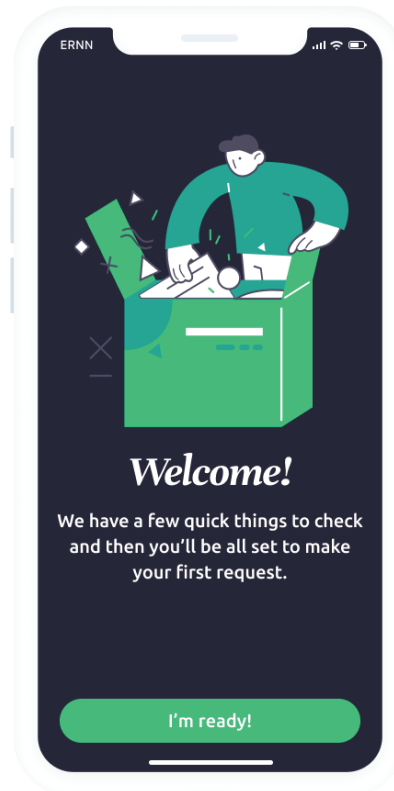 ERNN
Welcome!
We have a few quick things to check
and then you’ll be all set to make
your first request.
I’m ready!